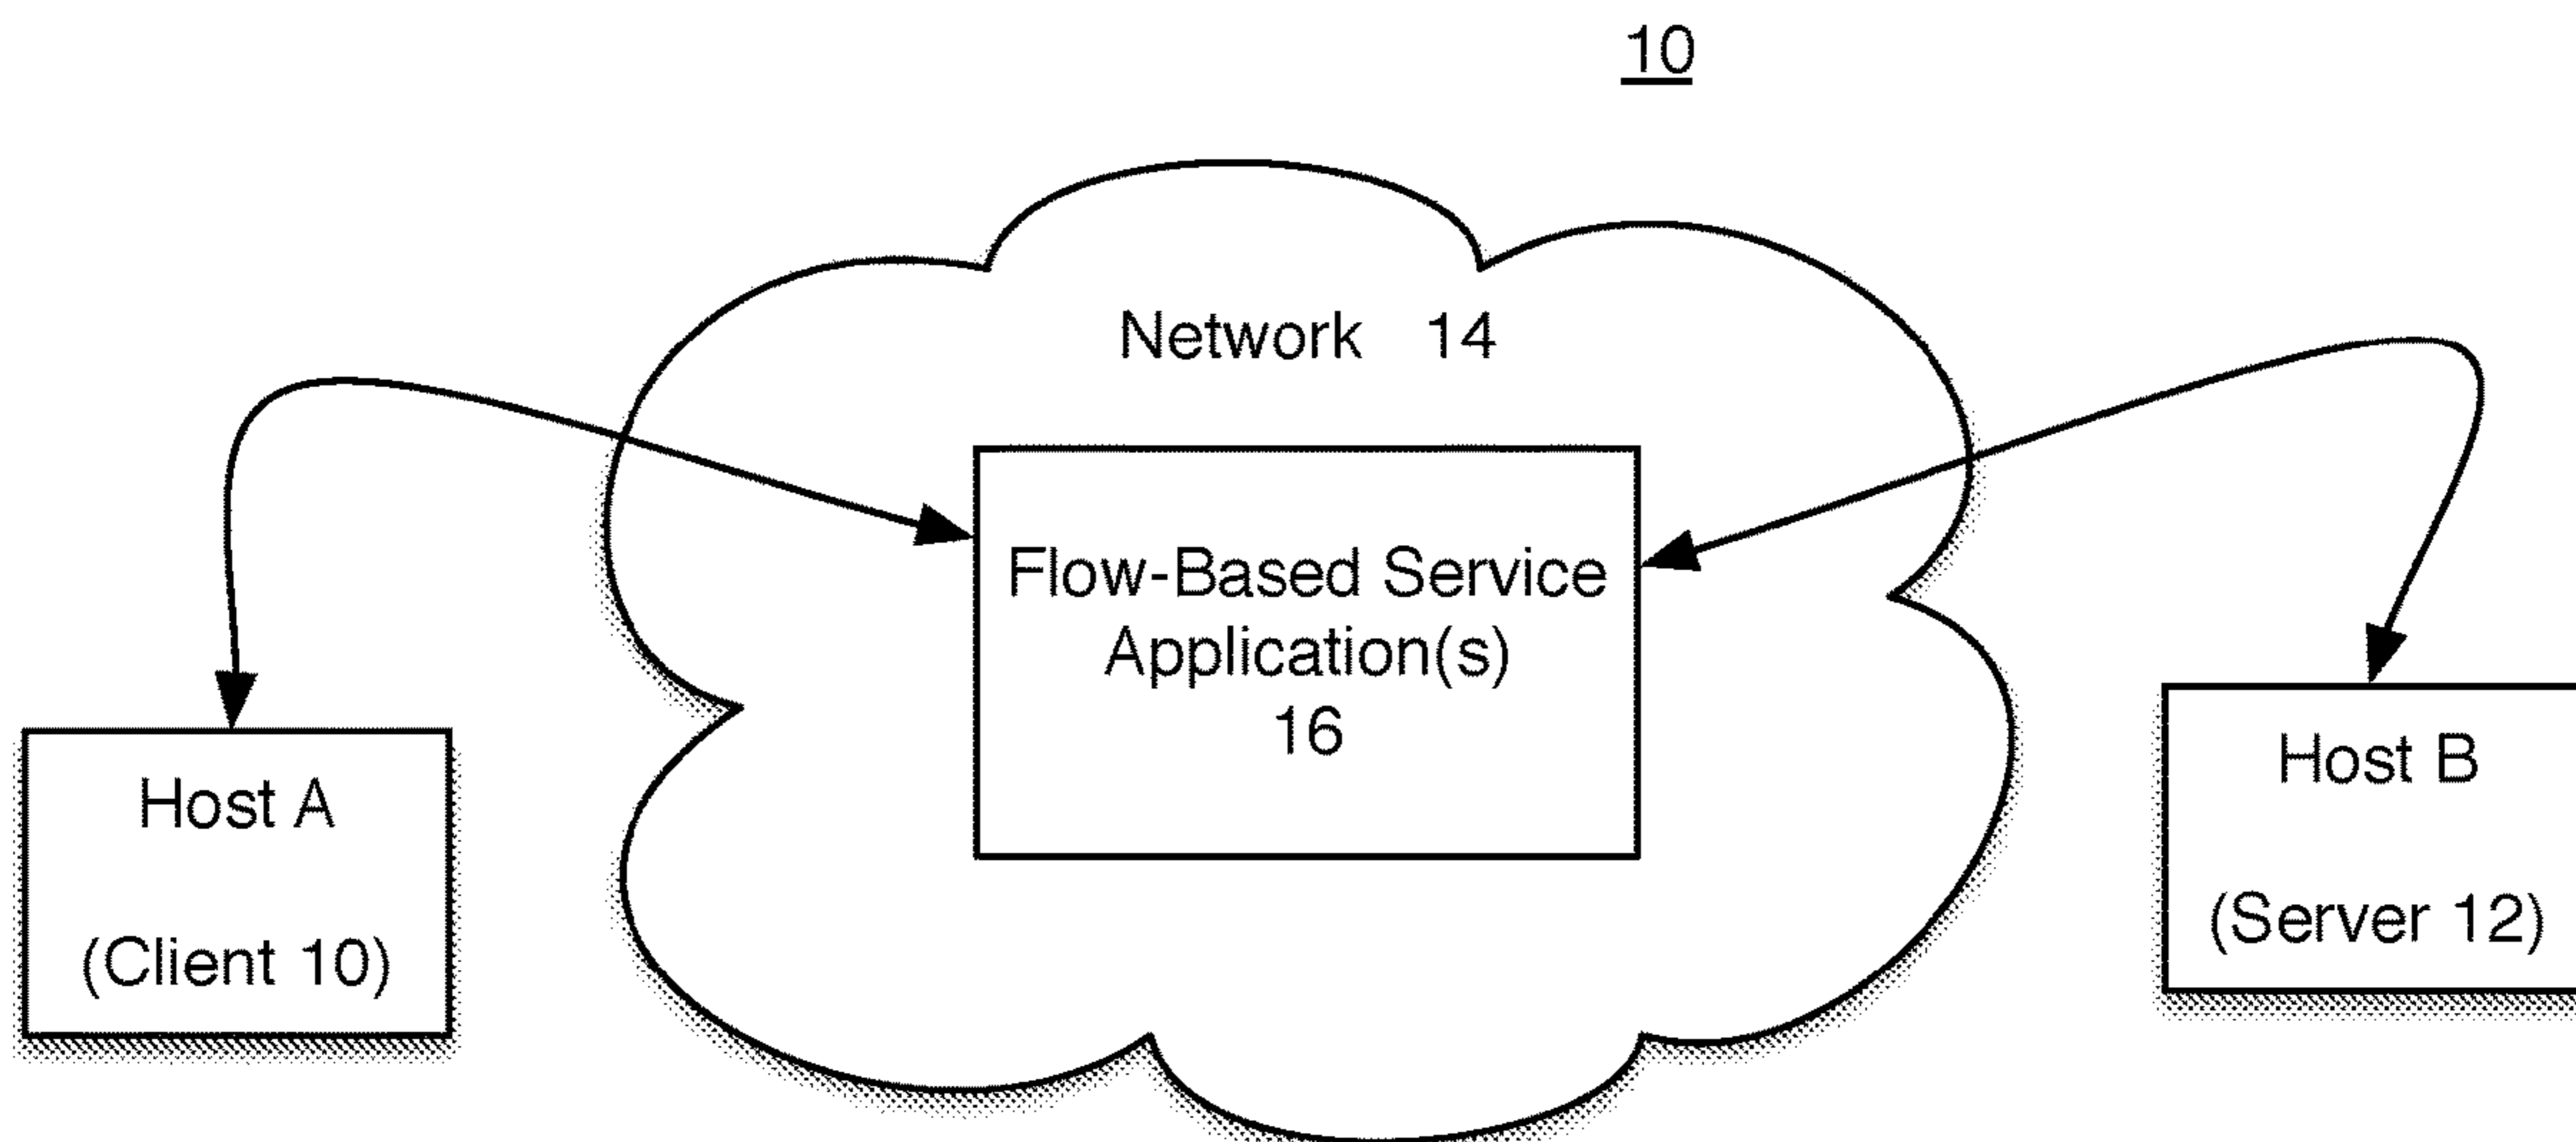 10
Network 14
Flow-Based Service
Application(s)
16
Host A
(Client 10)
Host B
(Server 12)